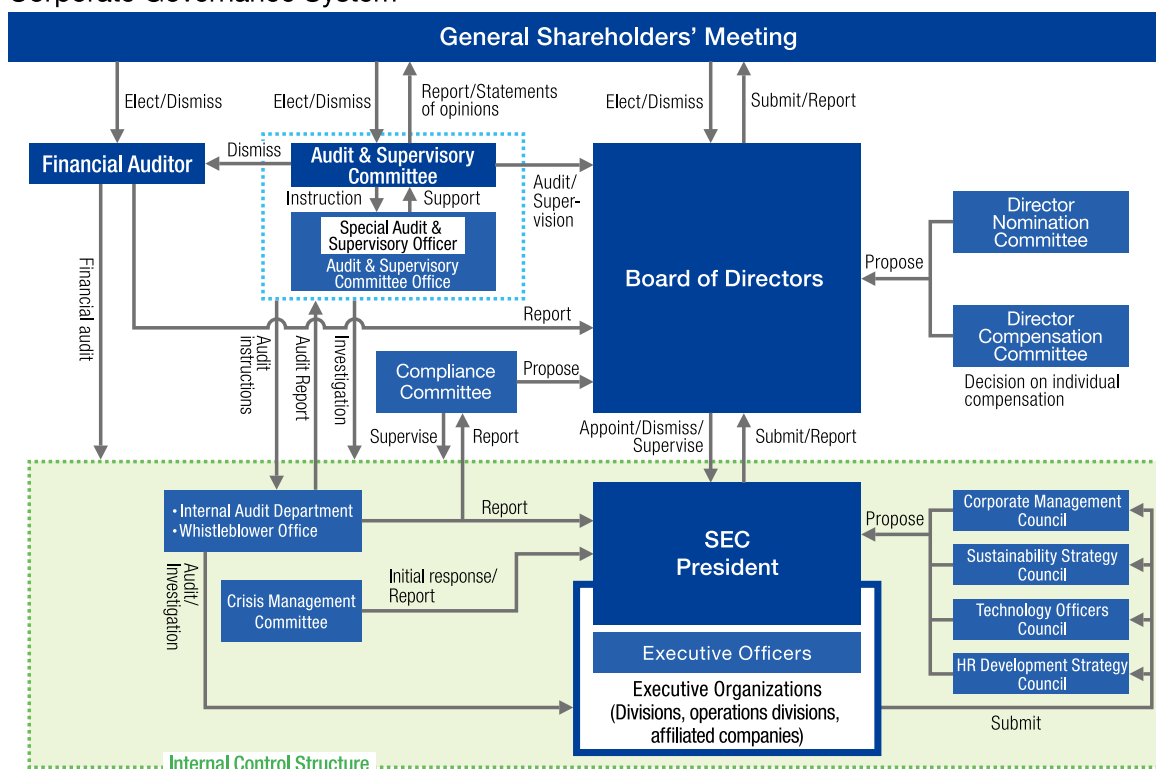 Corporate Governance System
General Shareholders' Meeting
Elect/Dismiss
Elect/Dismiss
Report/Statements
of opinions
Elect/Dismiss
Submit/Report
Financial Auditor
Dismiss
Audit & Supervisory
Committee
Audit/
Super-
vision
Instruction
Support
Special Audit &
Supervisory Officer
Audit & Supervisory
Committee Office
Board of Directors
Propose
Director
Nomination
Committee
Director
Compensation
Committee
Decision on individual
compensation
Financial audit
Report
Audit
instructions
Audit Report
Investigation
Compliance
Committee
Propose
Supervise
Report
Appoint/Dismiss/
Supervise
Submit/Report
• Internal Audit Department
• Whistleblower Office
Report
SEC
President
Propose
Corporate Management
Council
Sustainability Strategy
Council
Technology Officers
Council
HR Development Strategy
Council
Audit/
Investigation
Crisis Management
Committee
Initial response/
Report
Executive Officers
Executive Organizations
(Divisions, operations divisions,
affiliated companies)
Submit
Internal Control Structure